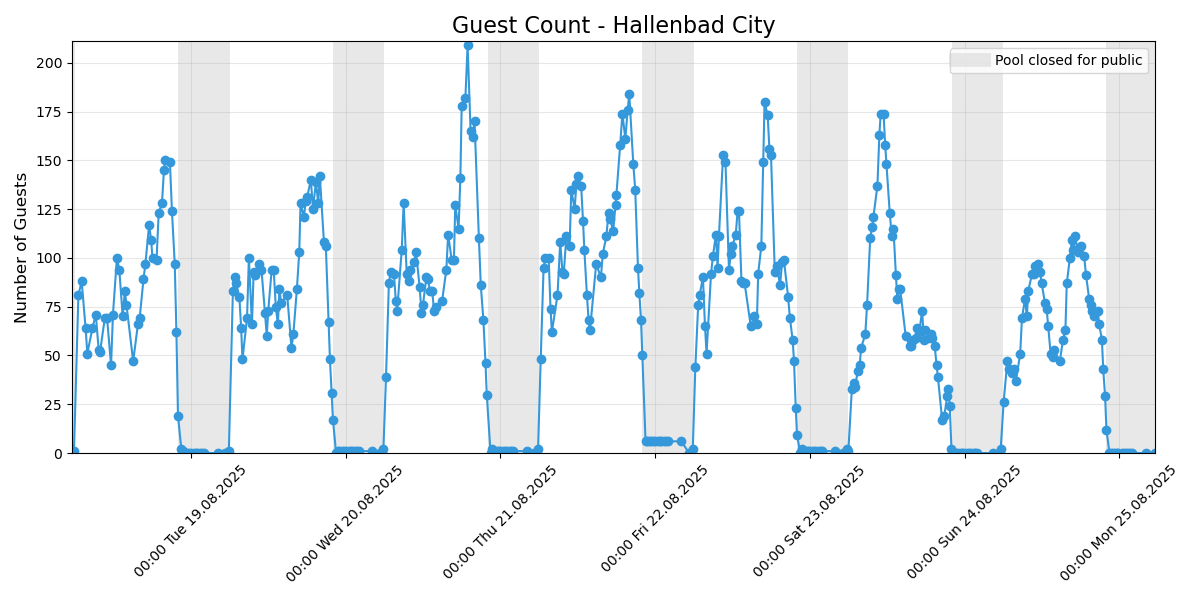 Guest Count - Hallenbad City
Pool closed for public
Number of Guests
200
175
150
125
100
75
50
25
0
00:00 Tue 19.08.2025
00:00 Wed 20.08.2025
00:00 Thu 21.08.2025
00:00 Fri 22.08.2025
00:00 Sat 23.08.2025
00:00 Sun 24.08.2025
00:00 Mon 25.08.2025